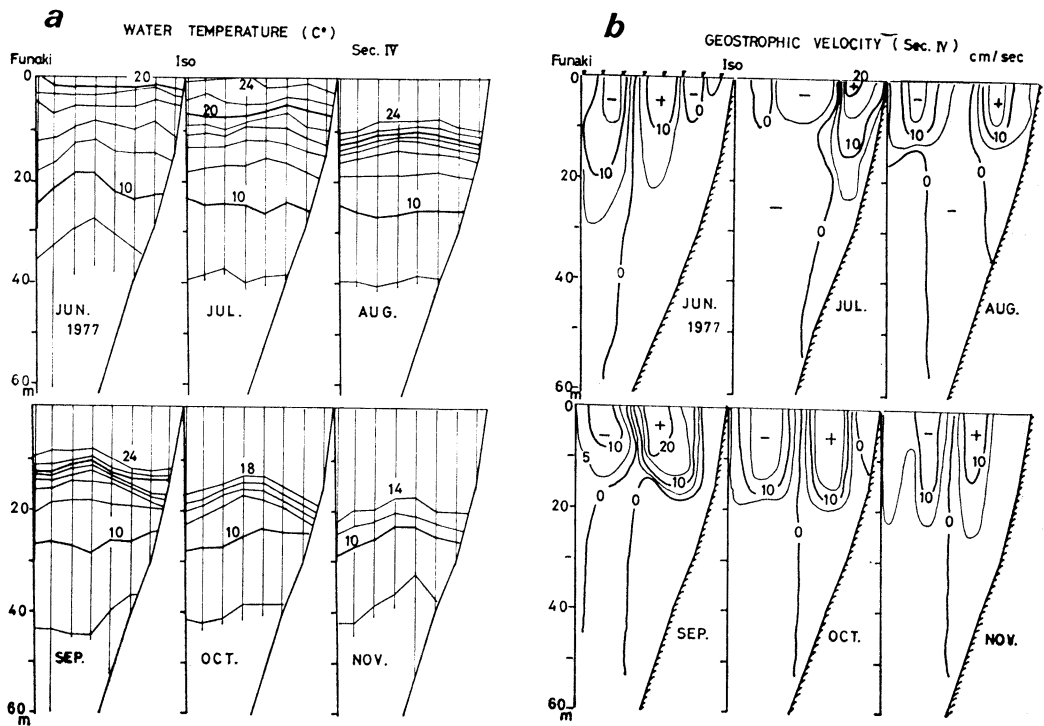 a
WATER TEMPERATURE (C°)
Sec. IV
Funaki
Iso
0
20
24
20
24
10
10
10
20
40
60
m
JUN.
1977
JUL.
AUG.
24
18
14
10
10
10
20
40
60
m
SEP.
OCT.
NOV.
b
GEOSTROPHIC VELOCITY (Sec. IV)
cm/sec
Funaki
Iso
0
-
+
-
0
10
10
-
0
+
20
10
-
10
+
10
20
0
-
0
0
-
0
40
60
m
JUN.
1977
JUL.
AUG.
0
-
10
+
20
5
10
0
0
-
10
+
10
0
0
-
10
+
10
0
20
40
60
m
SEP.
OCT.
NOV.